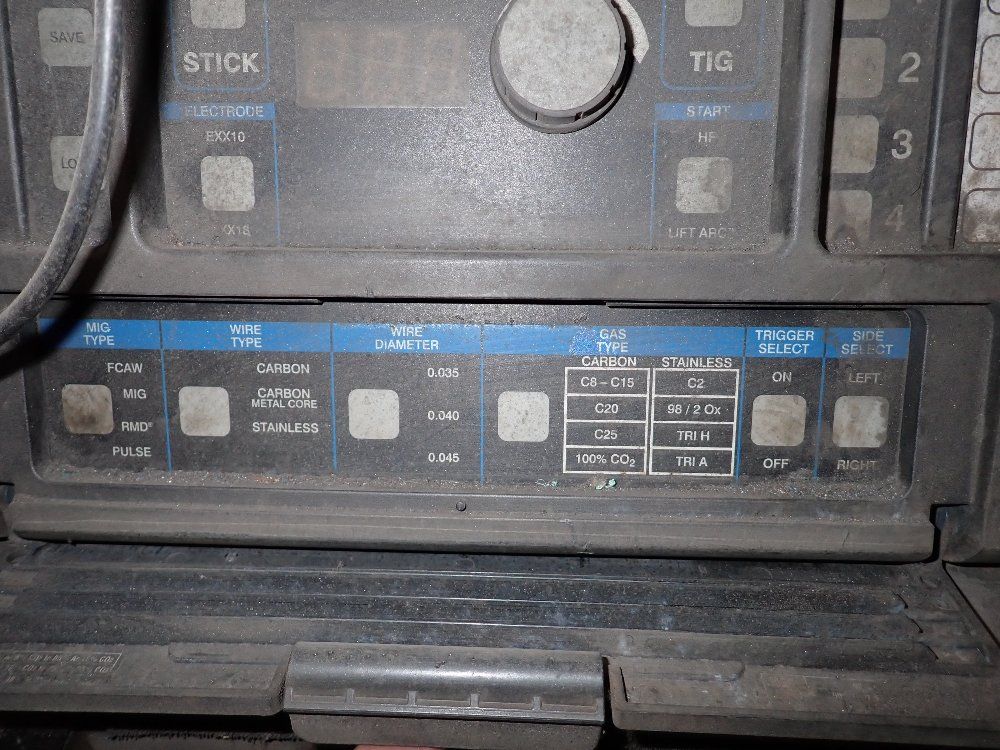 SAVE
STICK
TIG
2
ELECTRODE
START
EXX10
HF
3
LO
4
LIFT ARC
MIG
TYPE
WIRE
TYPE
WIRE
DIAMETER
GAS
TYPE
TRIGGER
SELECT
SIDE
SELECT
FCAW
MIG
RMD®
PULSE
CARBON
CARBON
METAL CORE
STAINLESS
0.035
0.040
0.045
CARBON
C8 – C15
C20
C25
100% CO₂
STAINLESS
C2
98 / 2 Ox
TRI H
TRI A
ON
OFF
LEFT
RIGHT